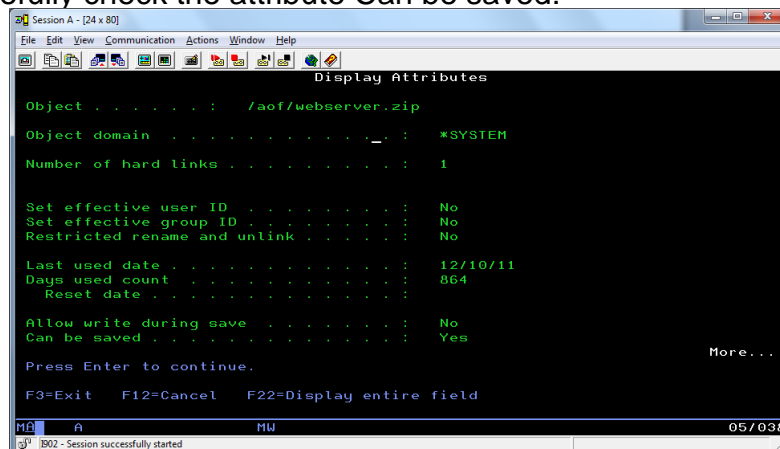 efully check the attribute Can be saved.
Session A - [24 x 80]
File Edit View Communication Actions Window Help
Display Attributes
Object . . . . . . : /aof/webserver.zip
Object domain . . . . . . . . . . . _ . : *SYSTEM
Number of hard links . . . . . . . . . : 1
Set effective user ID . . . . . . . . : No
Set effective group ID . . . . . . . . : No
Restricted rename and unlink . . . . . : No
Last used date . . . . . . . . . . . . : 12/10/11
Days used count . . . . . . . . . . . : 864
Reset date . . . . . . . . . . . . . :
Allow write during save . . . . . . . : No
Can be saved . . . . . . . . . . . . . : Yes
More...
Press Enter to continue.
F3=Exit F12=Cancel F22=Display entire field
MA A MW 05/038
I902 - Session successfully started